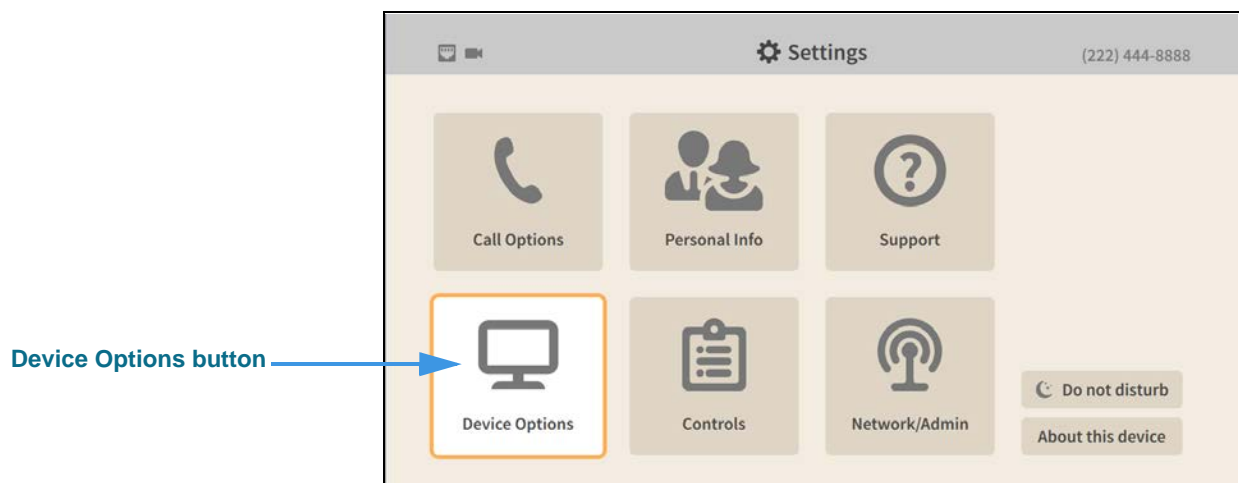 Settings
(222) 444-8888
Call Options
Personal Info
Support
Device Options button
Device Options
Controls
Network/Admin
Do not disturb
About this device